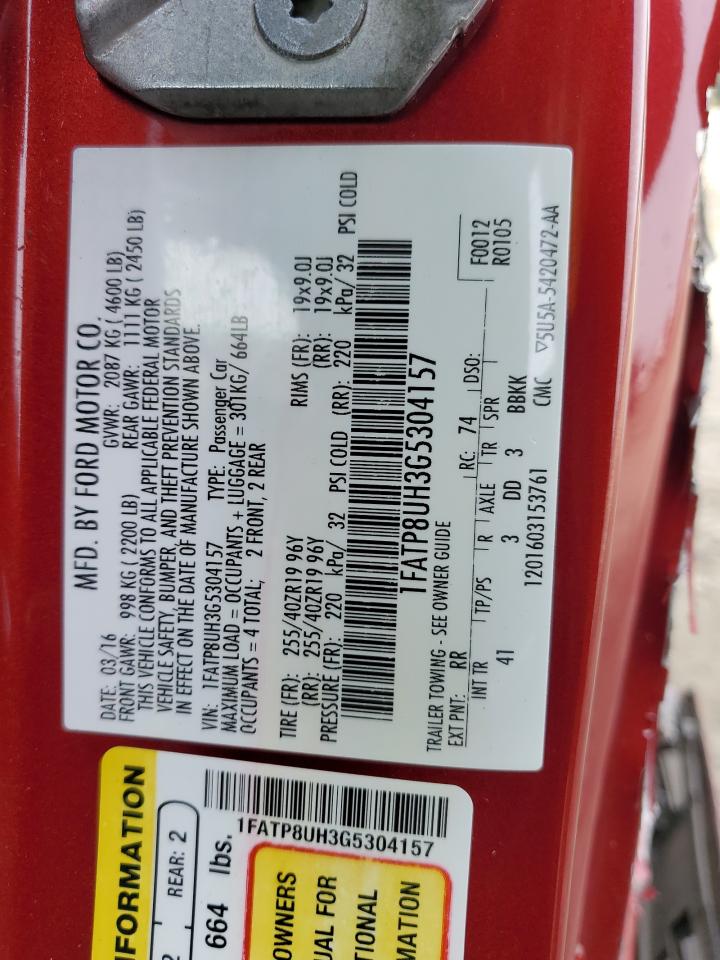 MFD. BY FORD MOTOR CO.
DATE: 03/16 GVWR: 2087 KG ( 4600 LB)
FRONT GAWR: 998 KG ( 2200 LB) REAR GAWR: 1111 KG ( 2450 LB)
THIS VEHICLE CONFORMS TO ALL APPLICABLE FEDERAL MOTOR
VEHICLE SAFETY, BUMPER, AND THEFT PREVENTION STANDARDS
IN EFFECT ON THE DATE OF MANUFACTURE SHOWN ABOVE.
VIN: 1FATP8UH3G5304157 TYPE: Passenger Car
MAXIMUM LOAD = OCCUPANTS + LUGGAGE = 301KG/ 664LB
OCCUPANTS = 4 TOTAL; 2 FRONT, 2 REAR
TIRE (FR): 255/40ZR19 96Y RIMS (FR): 19x9.0J
(RR): 255/40ZR19 96Y (RR): 19x9.0J
PRESSURE (FR): 220 kPa/ 32 PSI COLD (RR): 220 kPa/ 32 PSI COLD
1FATP8UH3G5304157
TRAILER TOWING - SEE OWNER GUIDE
EXT PNT: RR RC: 74 DSO: F0012
R0105
INT TR TP/PS R AXLE TR SPR
41 3 DD 3 BBKK
1201603153761 CMC
▽5U5A-5420472-AA
NFORMATION
2 REAR: 2
664 lbs.
1FATP8UH3G5304157
OWNERS
UAL FOR
TIONAL
MATION